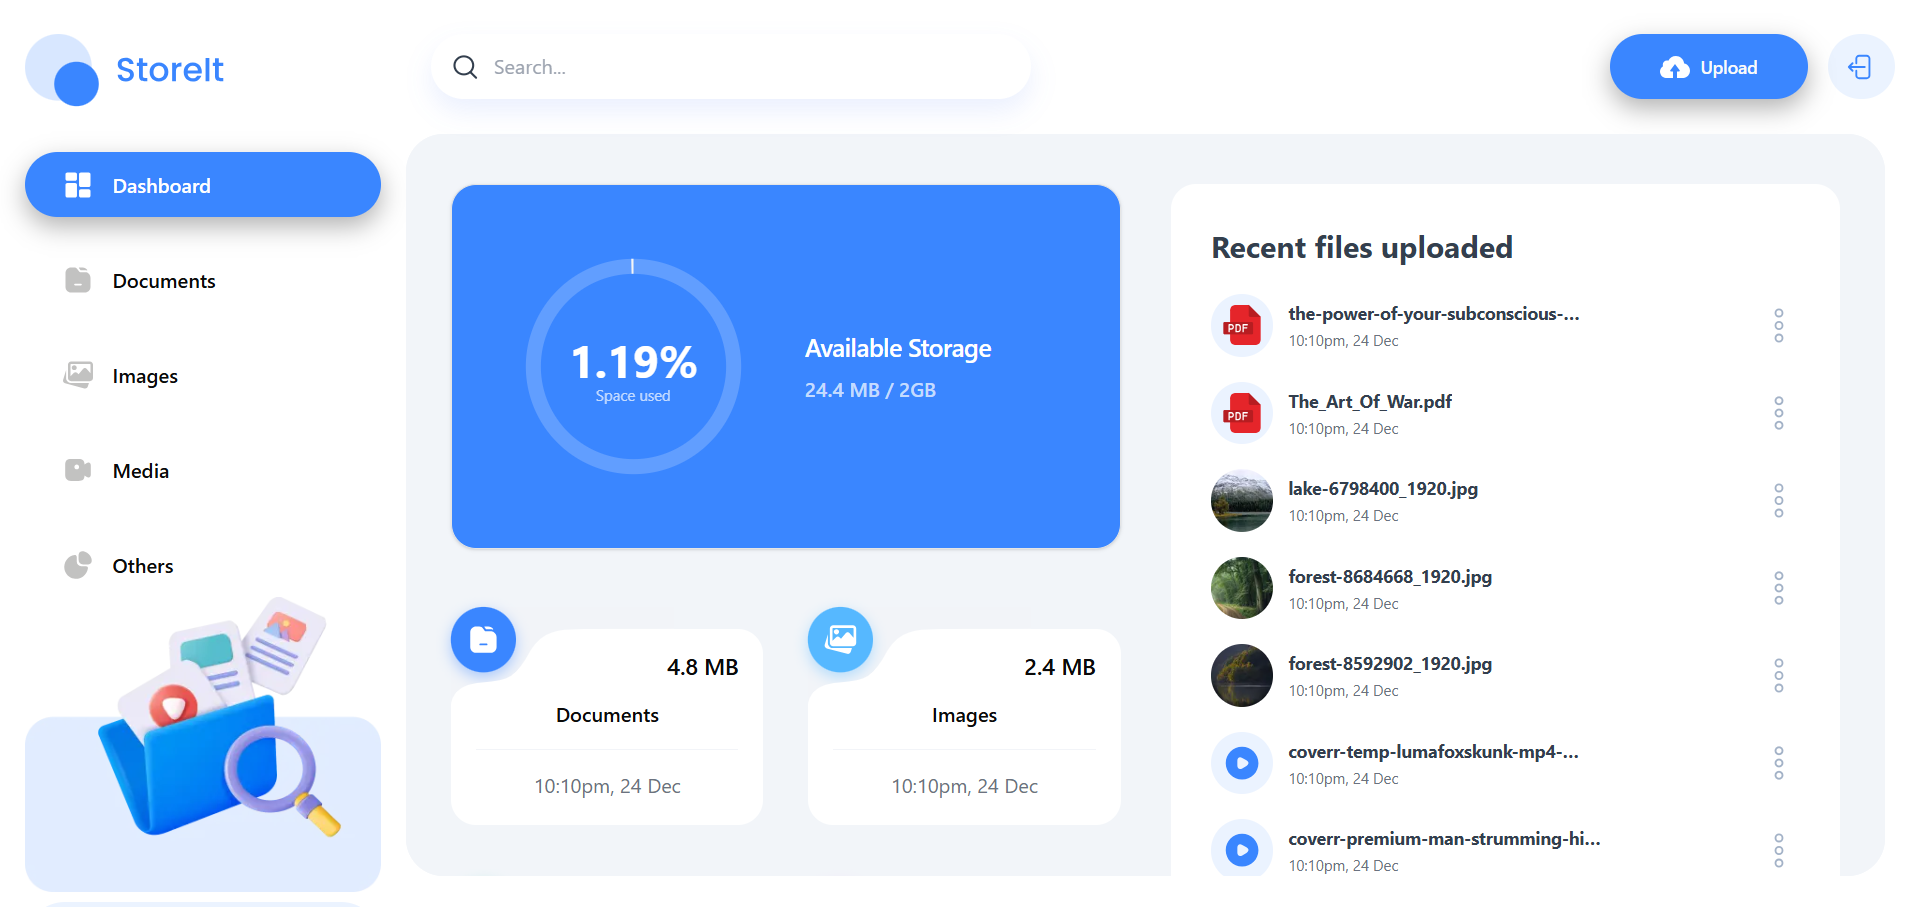 StoreIt
Search...
Upload
Dashboard
Documents
Images
Media
Others
1.19%
Space used
Available Storage
24.4 MB / 2GB
4.8 MB
Documents
10:10pm, 24 Dec
2.4 MB
Images
10:10pm, 24 Dec
Recent files uploaded
PDF
the-power-of-your-subconscious-...
10:10pm, 24 Dec
PDF
The_Art_Of_War.pdf
10:10pm, 24 Dec
lake-6798400_1920.jpg
10:10pm, 24 Dec
forest-8684668_1920.jpg
10:10pm, 24 Dec
forest-8592902_1920.jpg
10:10pm, 24 Dec
coverr-temp-lumafoxskunk-mp4-...
10:10pm, 24 Dec
coverr-premium-man-strumming-hi...
10:10pm, 24 Dec